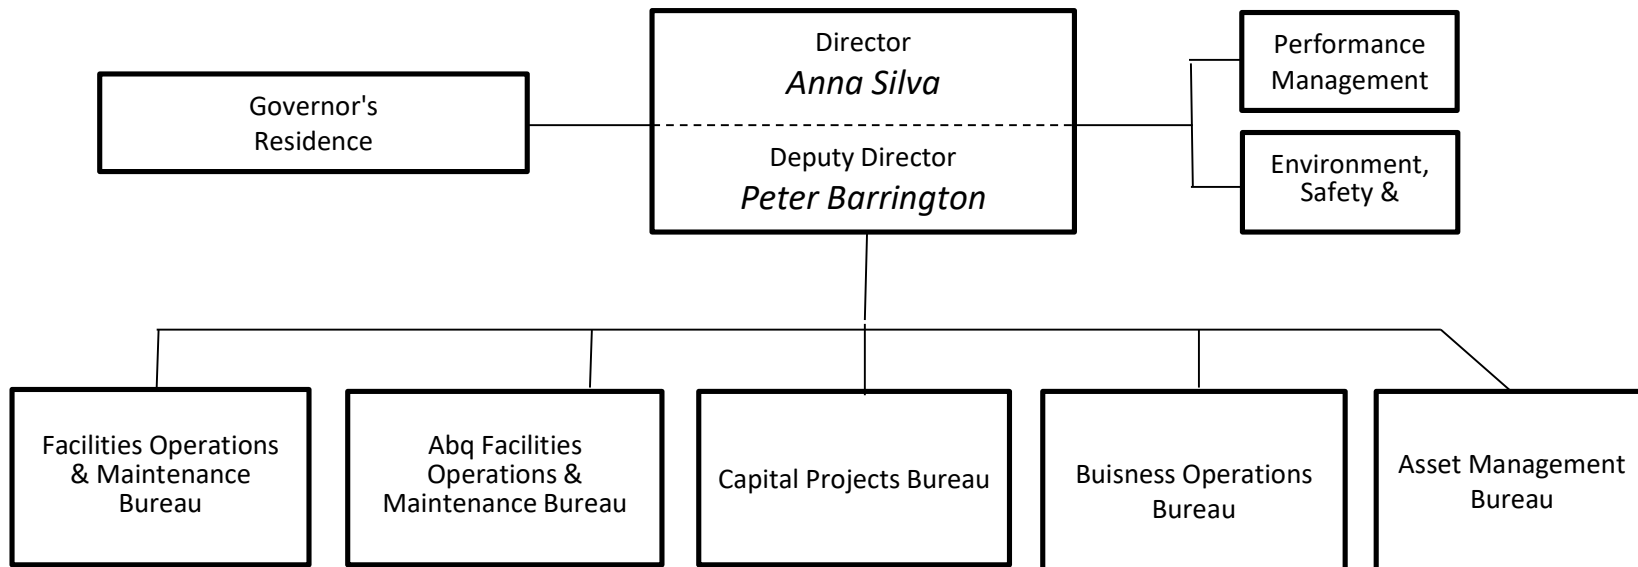 Director
Anna Silva
Deputy Director
Peter Barrington
Governor's
Residence
Performance
Management
Environment,
Safety &
Facilities Operations
& Maintenance
Bureau
Abq Facilities
Operations &
Maintenance Bureau
Capital Projects Bureau
Buisness Operations
Bureau
Asset Management
Bureau